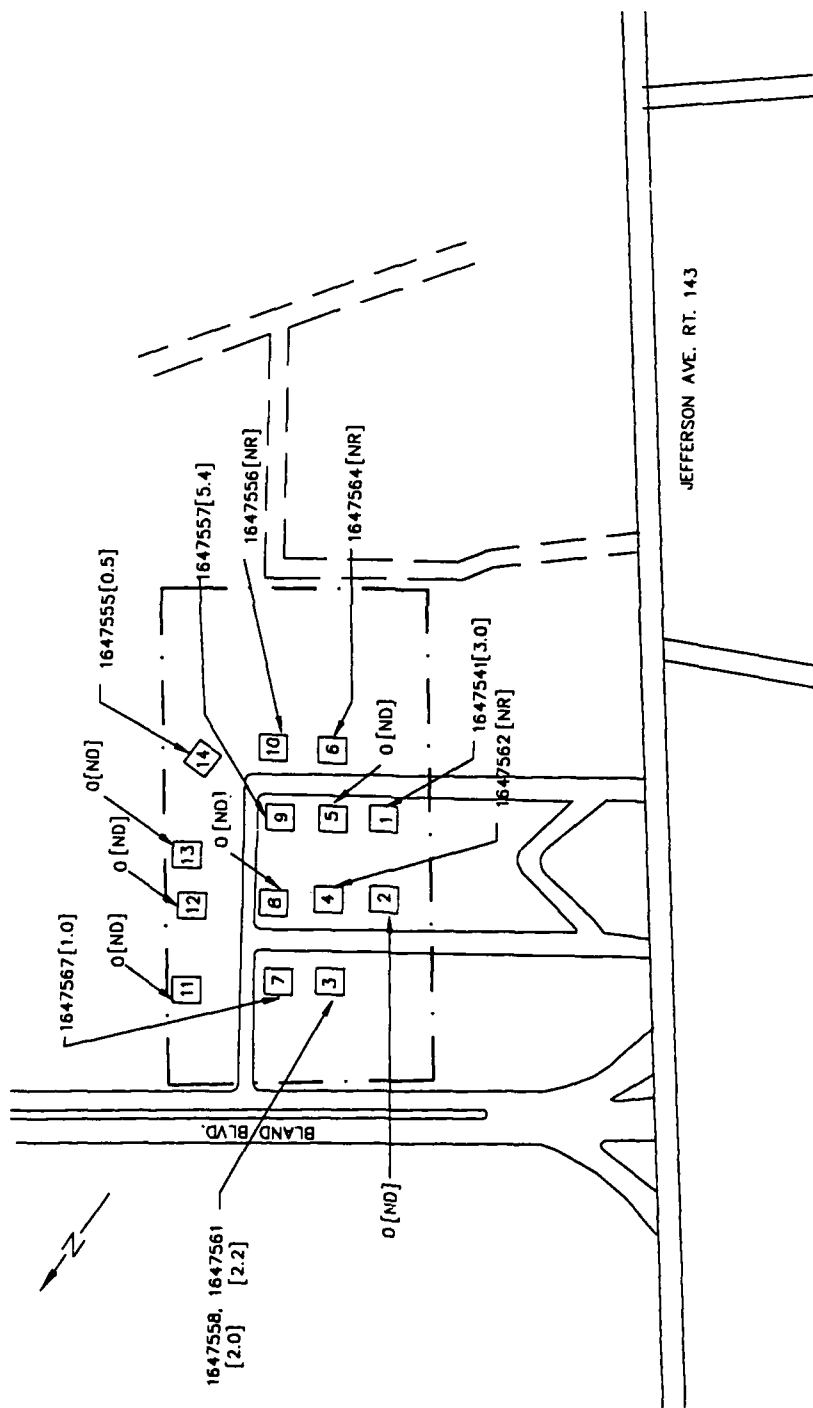 1647555[0.5]
1647557[5.4]
1647556[NR]
1647564[NR]
0[ND]
0[ND]
0[ND]
0[ND]
0[ND]
1647541[3.0]
1647562[NR]
1647567[1.0]
14
13
12
11
10
9
8
7
6
5
4
3
1
2
0[ND]
1647558, 1647561
[2.0] [2.2]
BLAND BLVD.
N
JEFFERSON AVE. RT. 143